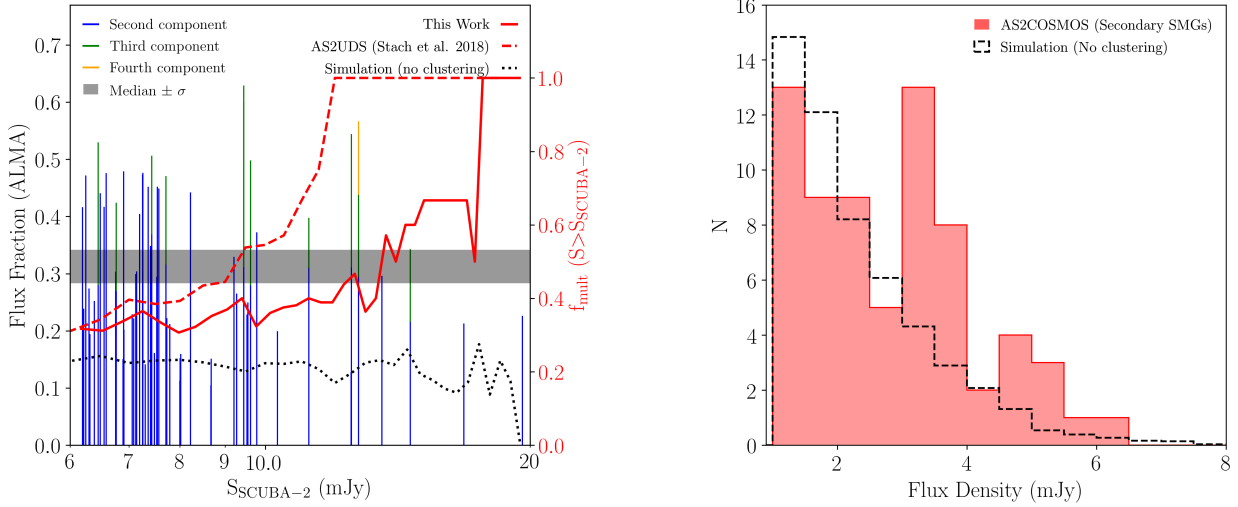 Second component
Third component
Fourth component
Median ± σ
This Work
AS2UDS (Stach et al. 2018)
Simulation (no clustering)
Flux Fraction (ALMA)
0.7
0.6
0.5
0.4
0.3
0.2
0.1
0.0
1.0
0.8
0.6
0.4
0.2
0.0
f_mult (S>S_SCUBA−2)
6
7
8
9
10.0
20
S_SCUBA−2 (mJy)
AS2COSMOS (Secondary SMGs)
Simulation (No clustering)
N
16
14
12
10
8
6
4
2
0
2
4
6
8
Flux Density (mJy)